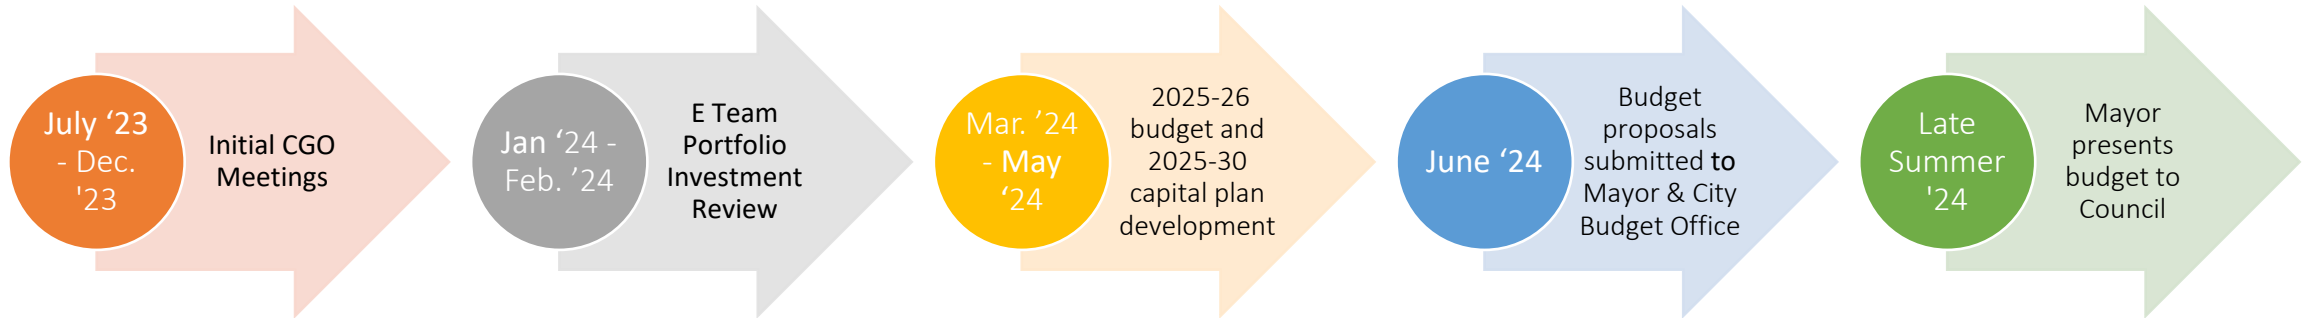 July ‘23
- Dec.
'23
Initial CGO
Meetings
Jan ‘24 -
Feb. ’24
E Team
Portfolio
Investment
Review
Mar. ’24
- May
‘24
2025-26
budget and
2025-30
capital plan
development
June ‘24
Budget
proposals
submitted to
Mayor & City
Budget Office
Late
Summer
'24
Mayor
presents
budget to
Council